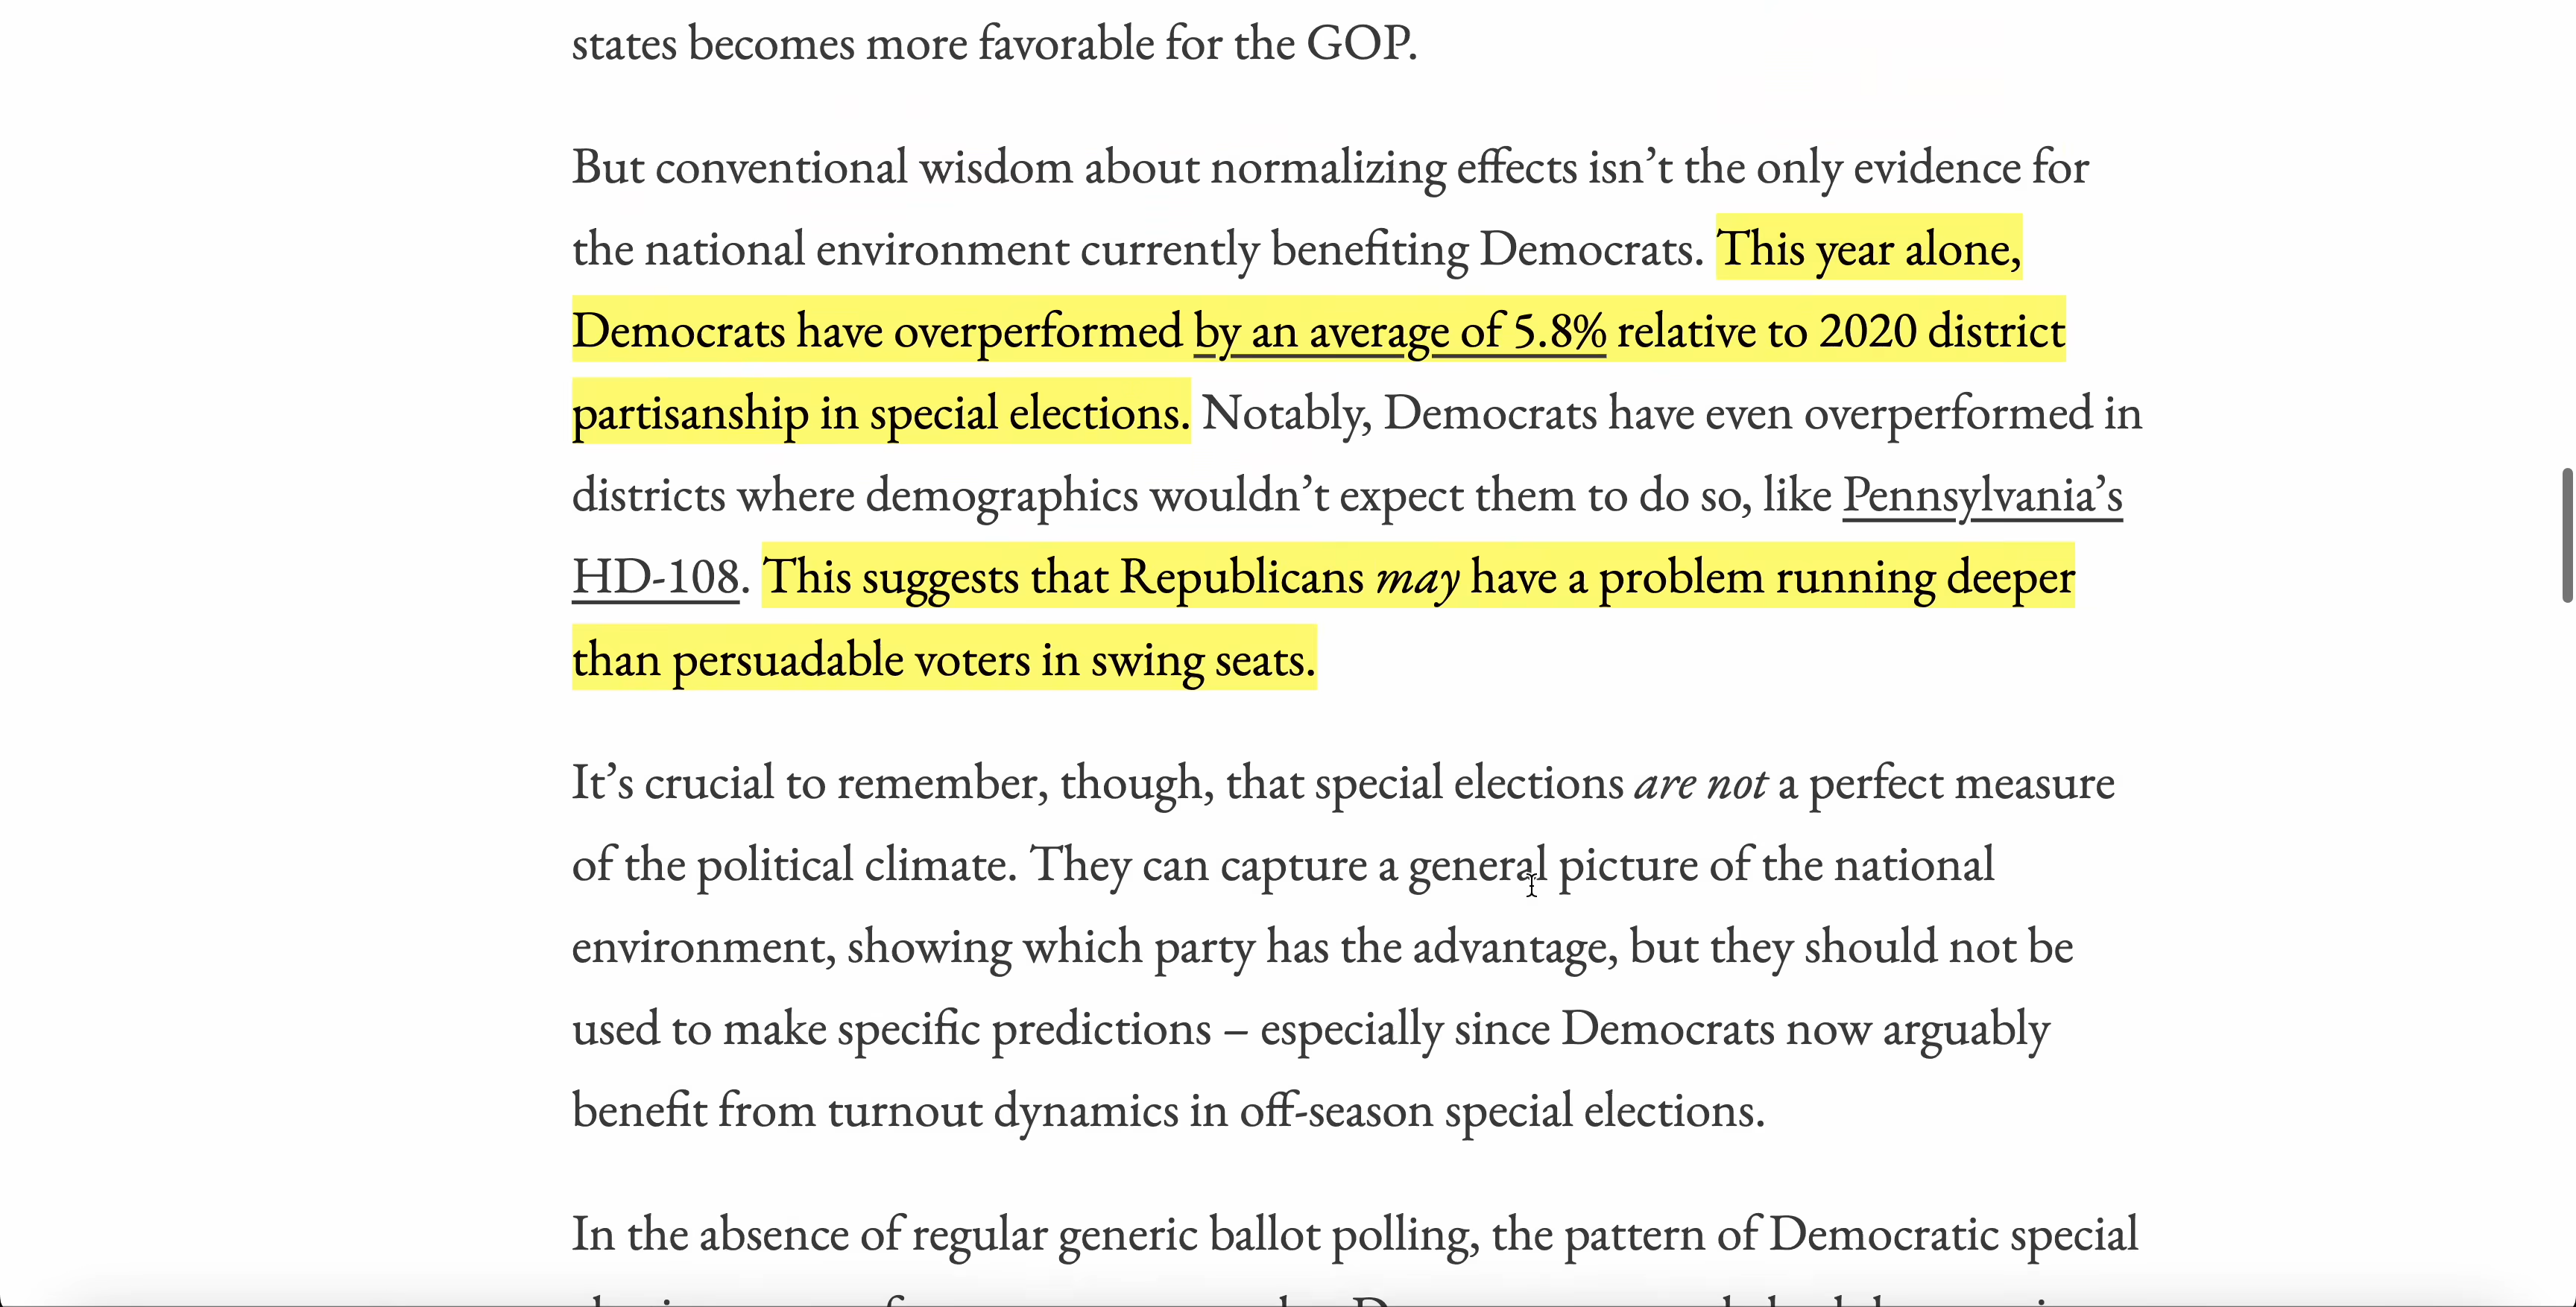 states becomes more favorable for the GOP.
But conventional wisdom about normalizing effects isn’t the only evidence for
the national environment currently benefiting Democrats. This year alone,
Democrats have overperformed by an average of 5.8% relative to 2020 district
partisanship in special elections. Notably, Democrats have even overperformed in
districts where demographics wouldn’t expect them to do so, like Pennsylvania’s
HD-108. This suggests that Republicans may have a problem running deeper
than persuadable voters in swing seats.
It’s crucial to remember, though, that special elections are not a perfect measure
of the political climate. They can capture a general picture of the national
environment, showing which party has the advantage, but they should not be
used to make specific predictions – especially since Democrats now arguably
benefit from turnout dynamics in off-season special elections.
In the absence of regular generic ballot polling, the pattern of Democratic special